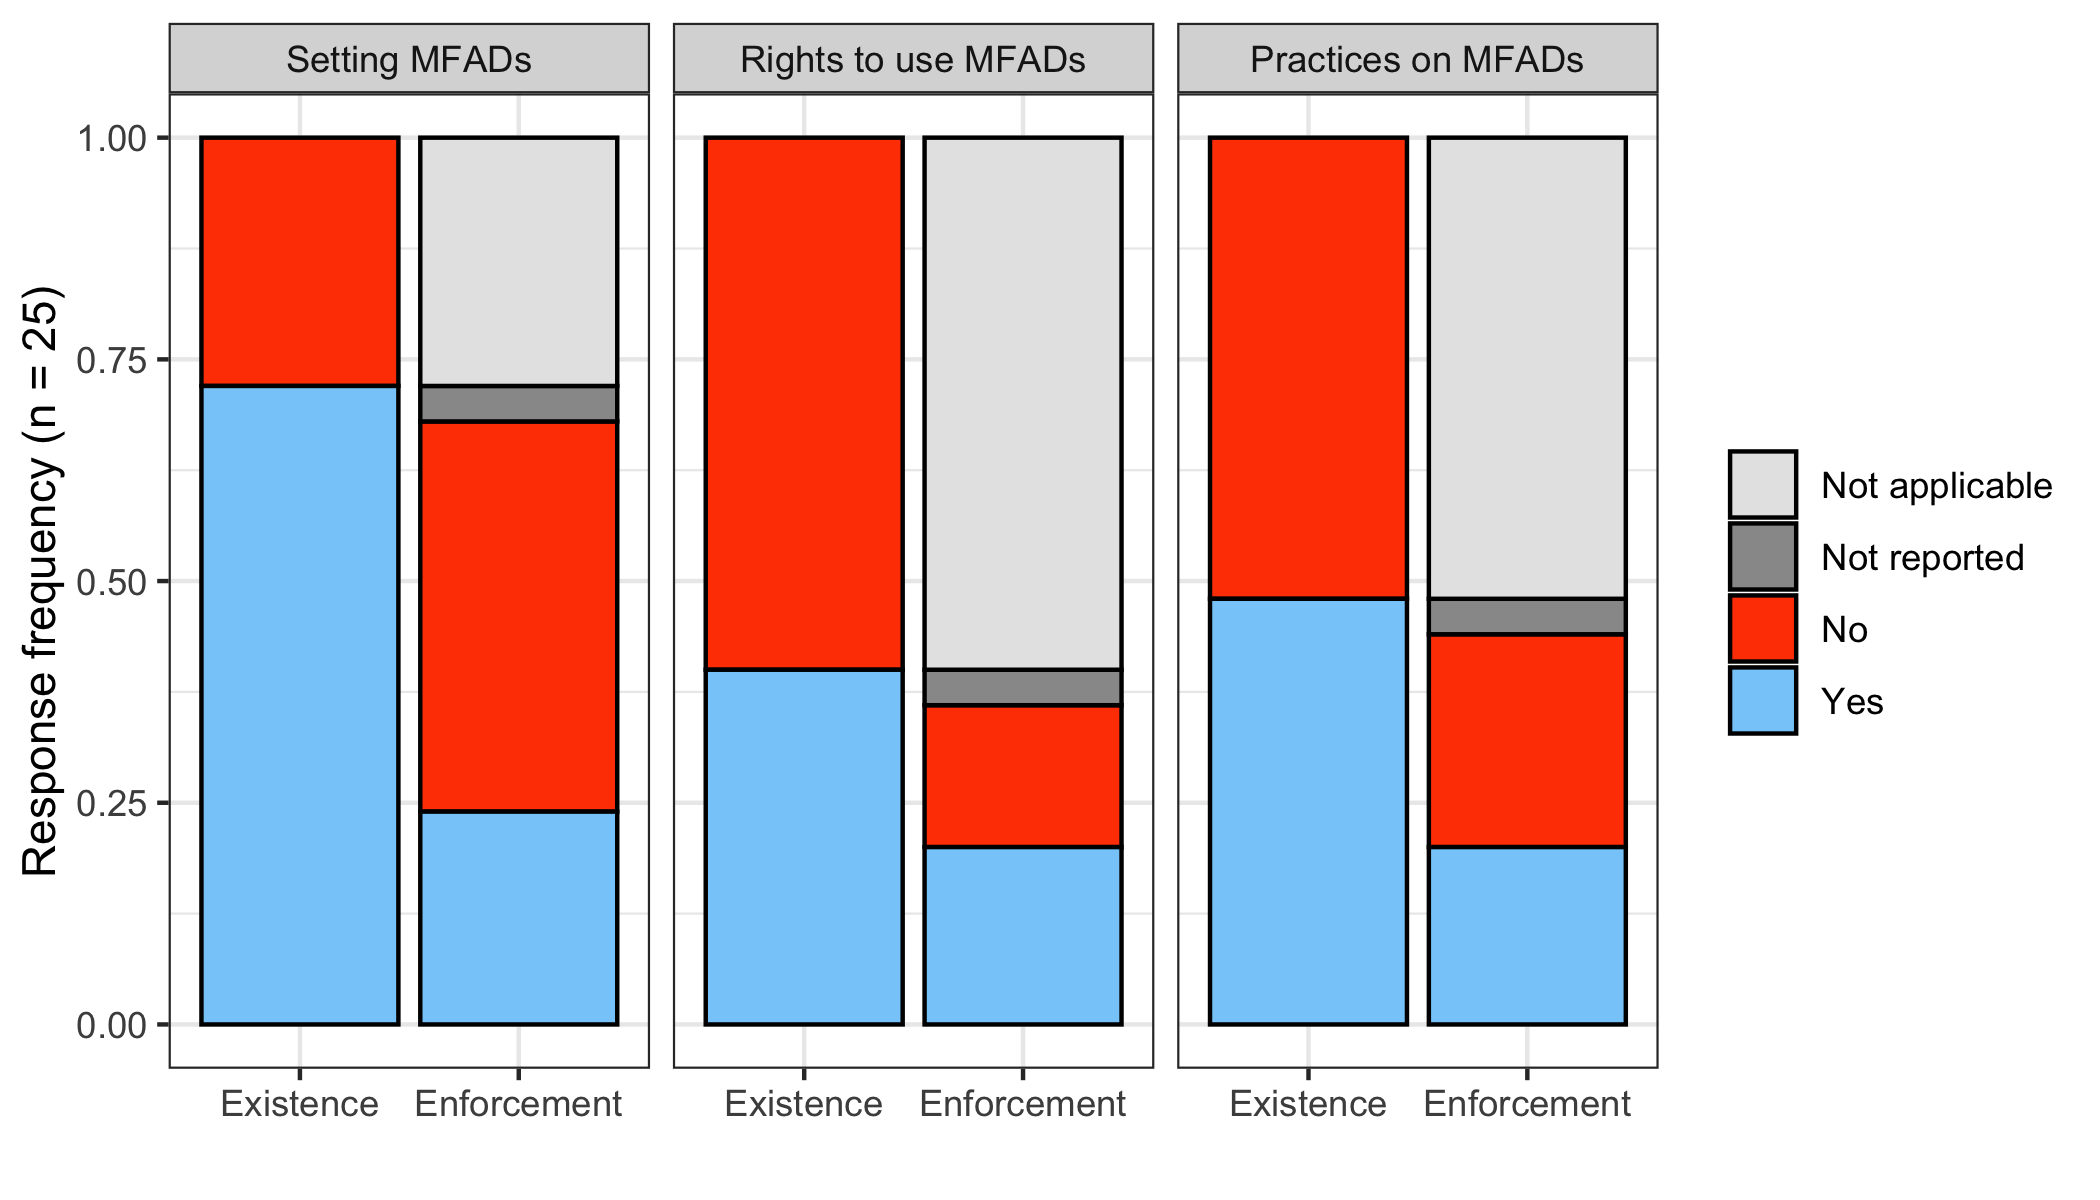 Setting MFADs
Rights to use MFADs
Practices on MFADs
Response frequency (n = 25)
1.00
0.75
0.50
0.25
0.00
Existence
Enforcement
Existence
Enforcement
Existence
Enforcement
Not applicable
Not reported
No
Yes